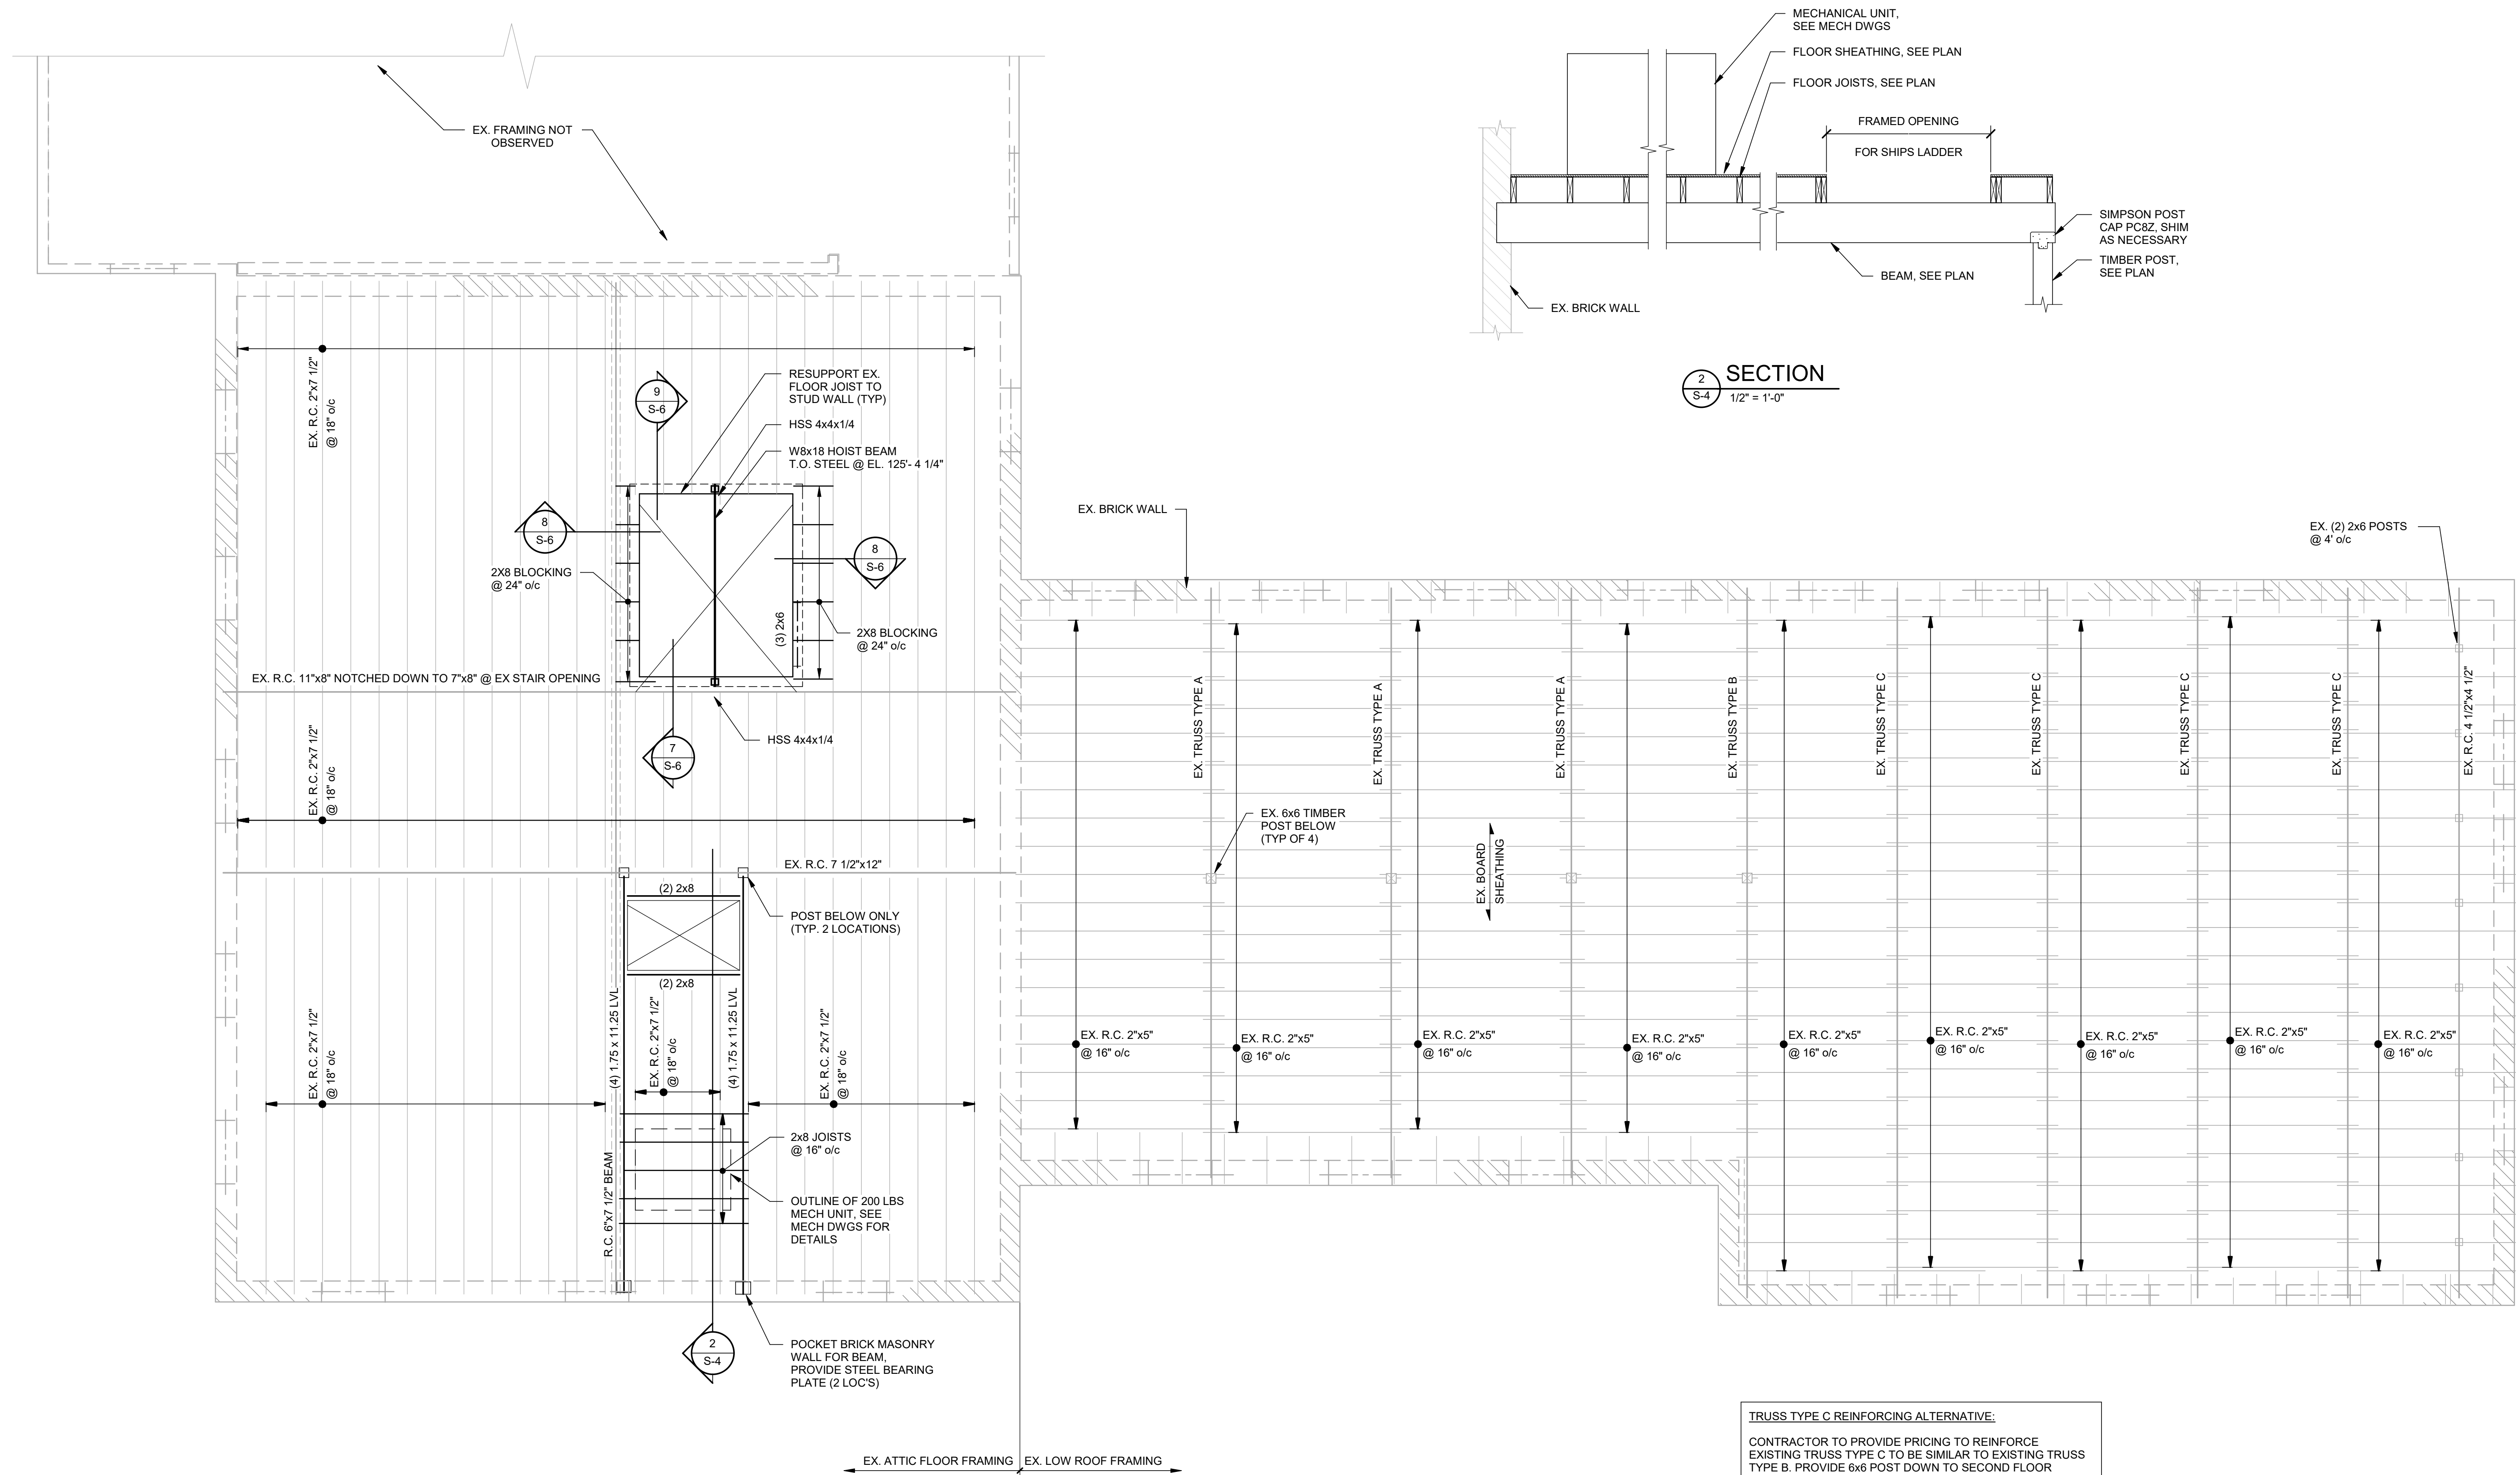 MECHANICAL UNIT,
SEE MECH DWGS
FLOOR SHEATHING, SEE PLAN
FLOOR JOISTS, SEE PLAN
FRAMED OPENING
FOR SHIPS LADDER
SIMPSON POST
CAP PC8Z, SHIM
AS NECESSARY
TIMBER POST,
SEE PLAN
BEAM, SEE PLAN
EX. BRICK WALL
2
S-4
SECTION
1/2" = 1'-0"
EX. FRAMING NOT
OBSERVED
EX. R.C. 2"x7 1/2"
@ 18" o/c
9
S-6
RESUPPORT EX.
FLOOR JOIST TO
STUD WALL (TYP)
HSS 4x4x1/4
W8x18 HOIST BEAM
T.O. STEEL @ EL. 125'- 4 1/4"
8
S-6
8
S-6
2X8 BLOCKING
@ 24" o/c
(3) 2x6
2X8 BLOCKING
@ 24" o/c
EX. R.C. 11"x8" NOTCHED DOWN TO 7"x8" @ EX STAIR OPENING
HSS 4x4x1/4
7
S-6
EX. R.C. 2"x7 1/2"
@ 18" o/c
EX. R.C. 7 1/2"x12"
(2) 2x8
POST BELOW ONLY
(TYP. 2 LOCATIONS)
(2) 2x8
(4) 1.75 x 11.25 LVL
EX. R.C. 2"x7 1/2"
@ 18" o/c
(4) 1.75 x 11.25 LVL
EX. R.C. 2"x7 1/2"
@ 18" o/c
EX. R.C. 2"x7 1/2"
@ 18" o/c
2x8 JOISTS
@ 16" o/c
R.C. 6"x7 1/2" BEAM
OUTLINE OF 200 LBS
MECH UNIT, SEE
MECH DWGS FOR
DETAILS
2
S-4
POCKET BRICK MASONRY
WALL FOR BEAM,
PROVIDE STEEL BEARING
PLATE (2 LOC'S)
EX. ATTIC FLOOR FRAMING
EX. LOW ROOF FRAMING
EX. BRICK WALL
EX. (2) 2x6 POSTS
@ 4' o/c
EX. TRUSS TYPE A
EX. TRUSS TYPE A
EX. TRUSS TYPE A
EX. TRUSS TYPE B
EX. TRUSS TYPE C
EX. TRUSS TYPE C
EX. TRUSS TYPE C
EX. TRUSS TYPE C
EX. R.C. 4 1/2"x4 1/2"
EX. 6x6 TIMBER
POST BELOW
(TYP OF 4)
EX. BOARD
SHEATHING
EX. R.C. 2"x5"
@ 16" o/c
EX. R.C. 2"x5"
@ 16" o/c
EX. R.C. 2"x5"
@ 16" o/c
EX. R.C. 2"x5"
@ 16" o/c
EX. R.C. 2"x5"
@ 16" o/c
EX. R.C. 2"x5"
@ 16" o/c
EX. R.C. 2"x5"
@ 16" o/c
EX. R.C. 2"x5"
@ 16" o/c
EX. R.C. 2"x5"
@ 16" o/c
TRUSS TYPE C REINFORCING ALTERNATIVE:
CONTRACTOR TO PROVIDE PRICING TO REINFORCE
EXISTING TRUSS TYPE C TO BE SIMILAR TO EXISTING TRUSS
TYPE B. PROVIDE 6x6 POST DOWN TO SECOND FLOOR